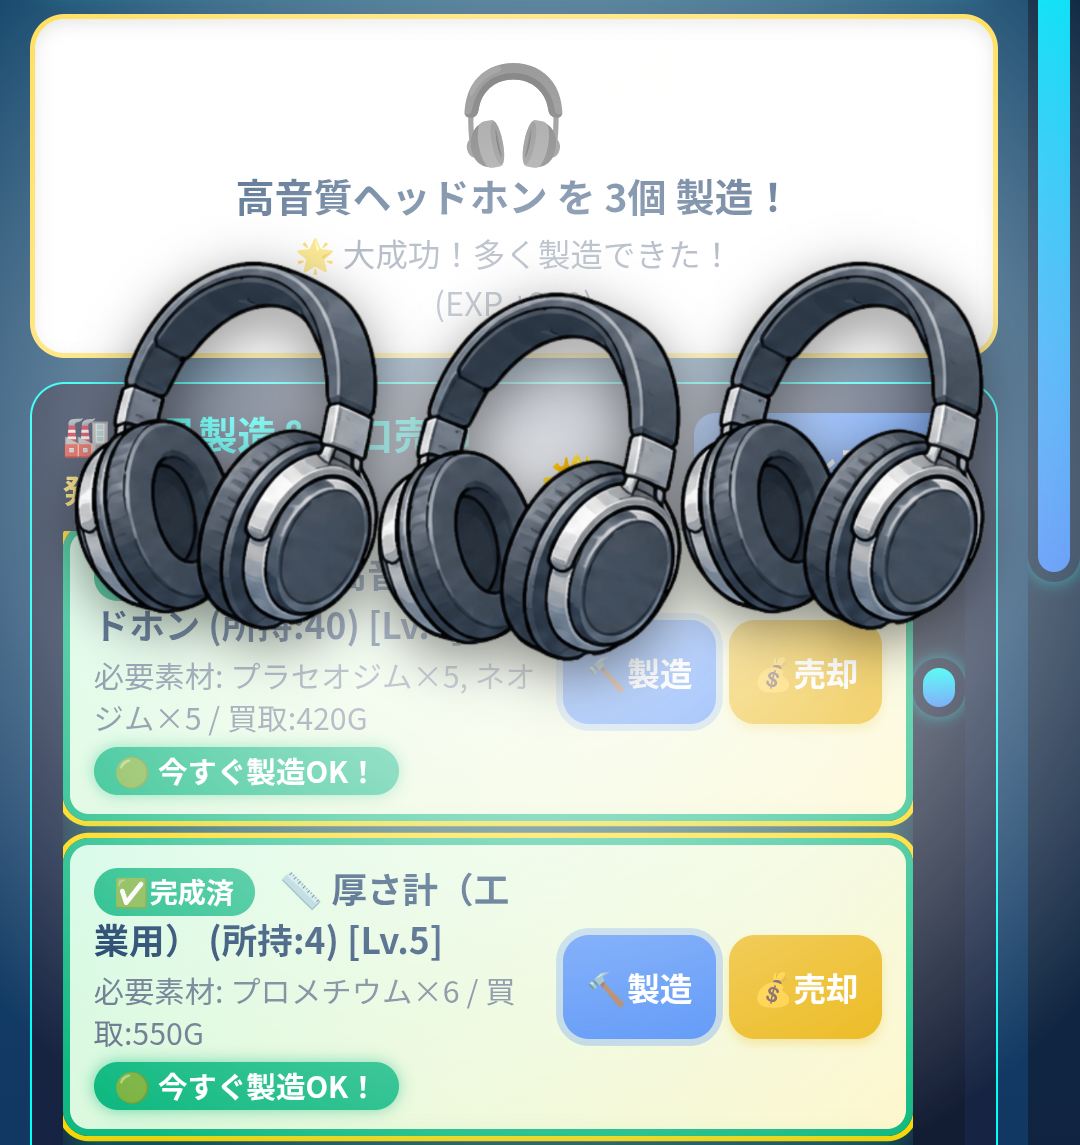 高音質ヘッドホン を 3個 製造！
大成功！多く製造できた！
(EXP
製造
ドホン (所持:40) [Lv.
必要素材: プラセオジム×5, ネオ
ジム×5 / 買取:420G
製造
売却
今すぐ製造OK！
完成済 厚さ計（工
業用） (所持:4) [Lv.5]
必要素材: プロメチウム×6 / 買
取:550G
製造
売却
今すぐ製造OK！